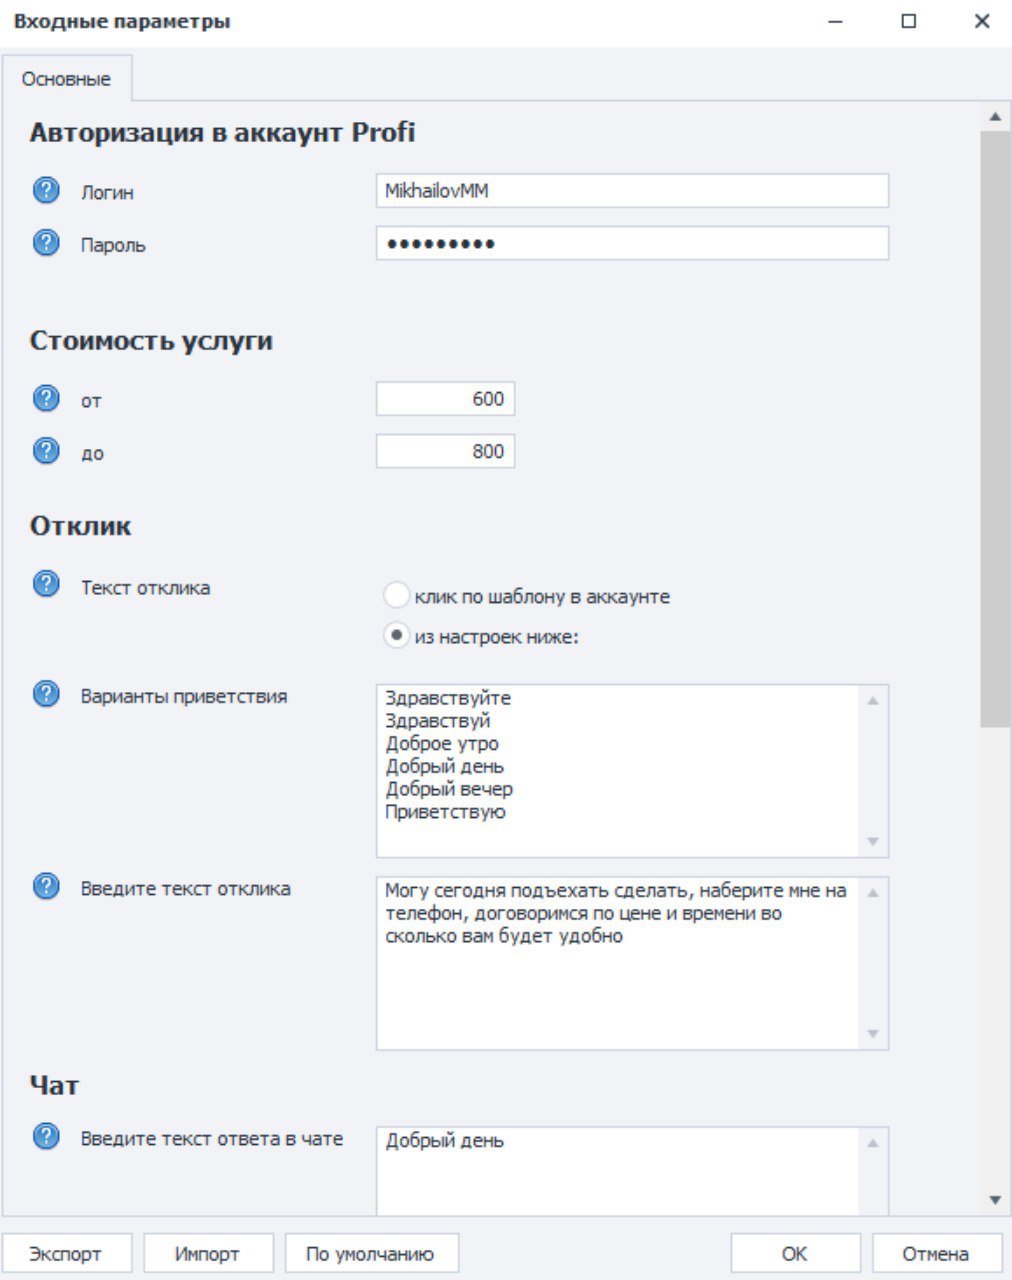 Входные параметры
Основные
Авторизация в аккаунт Profi
Логин
MikhailovMM
Пароль
•••••••••
Стоимость услуги
от
600
до
800
Отклик
Текст отклика
клик по шаблону в аккаунте
из настроек ниже:
Варианты приветствия
Здравствуйте
Здравствуй
Доброе утро
Добрый день
Добрый вечер
Приветствую
Введите текст отклика
Могу сегодня подъехать сделать, наберите мне на
телефон, договоримся по цене и времени во
сколько вам будет удобно
Чат
Введите текст ответа в чате
Добрый день
Экспорт
Импорт
По умолчанию
ОК
Отмена